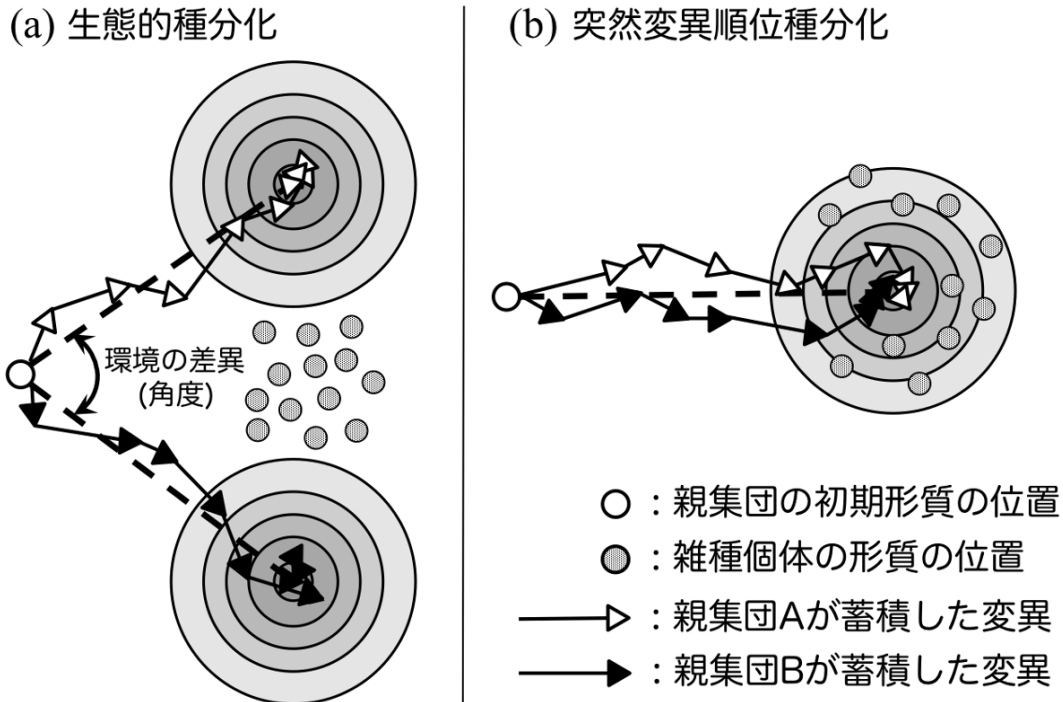 (a) 生態的種分化
(b) 突然変異順位種分化
環境の差異
(角度)
：親集団の初期形質の位置
：雑種個体の形質の位置
：親集団Aが蓄積した変異
：親集団Bが蓄積した変異